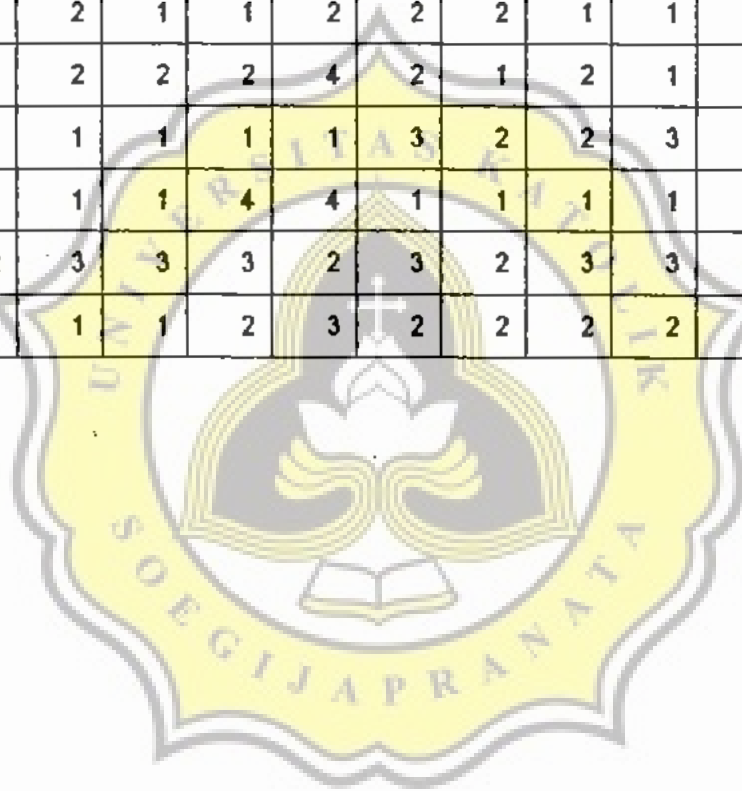 2 1 1 2 2 2 1 1
2 2 2 4 2 1 2 1
1 1 1 1 3 2 2 3
1 1 4 4 1 1 1 1
3 3 3 2 3 2 3 3
1 1 2 3 2 2 2 2
UNIVERSITAS KATOLIK
SOEGIJAPRANATA